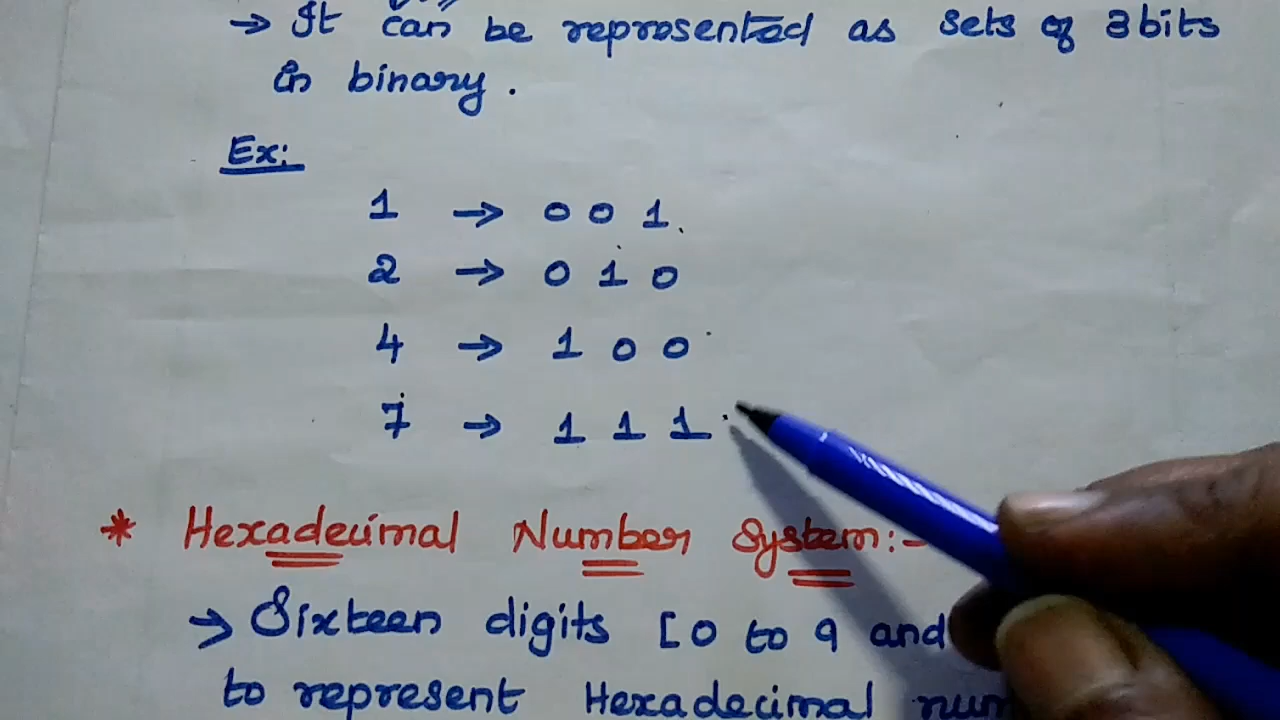 → It can be represented as sets of 3bits
in binary.
Ex:
1 → 0 0 1
2 → 0 1 0
4 → 1 0 0
7 → 1 1 1
* Hexadecimal Number System:-
→ Sixteen digits [0 to 9 and
to represent Hexadecimal